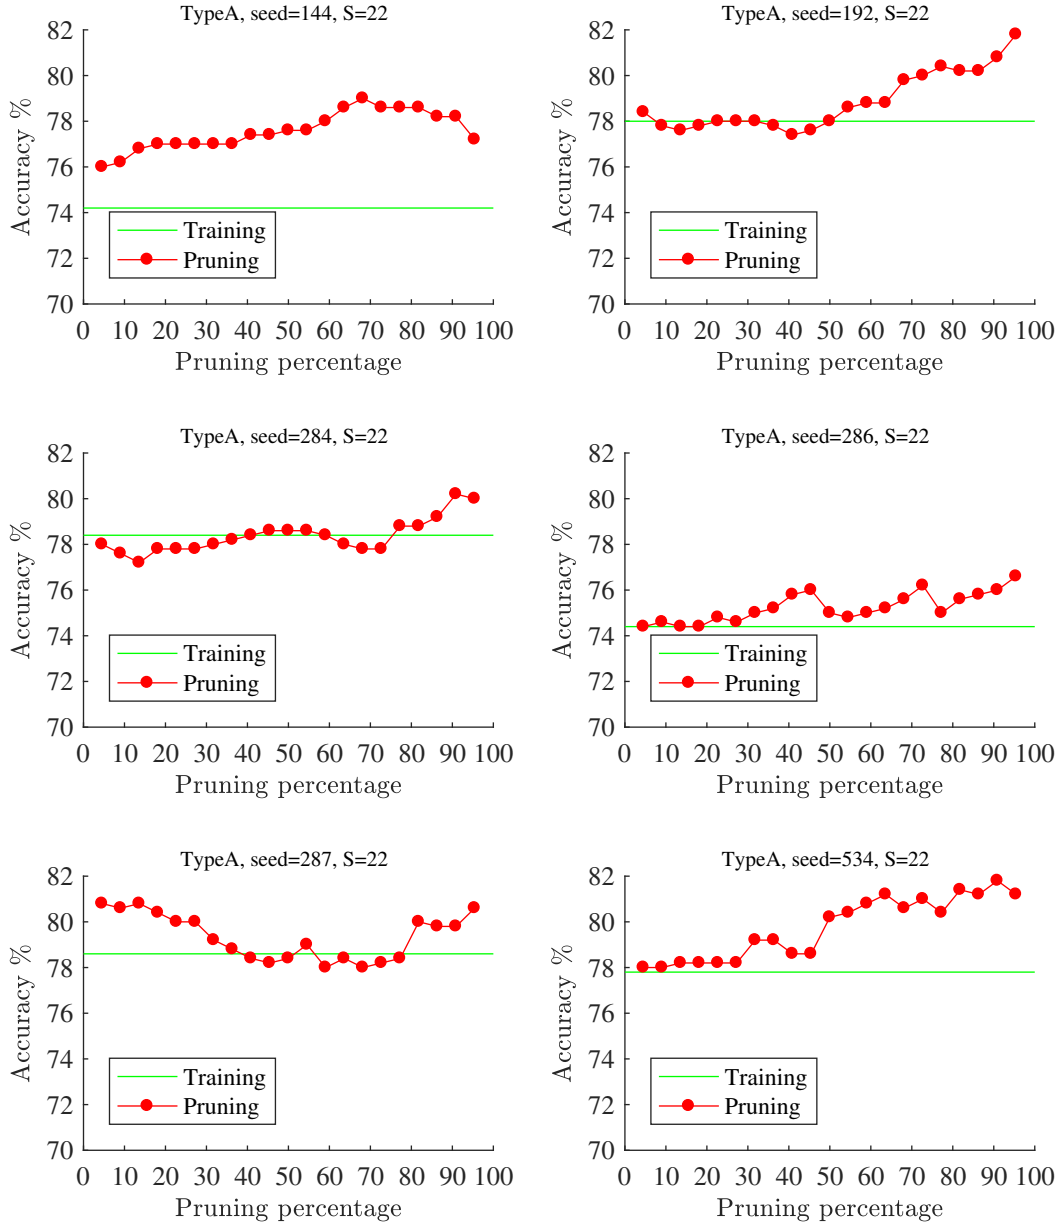 TypeA, seed=144, S=22
82
80
78
76
74
72
70
Accuracy %
Training
Pruning
0 10 20 30 40 50 60 70 80 90 100
Pruning percentage
TypeA, seed=192, S=22
82
80
78
76
74
72
70
Accuracy %
Training
Pruning
0 10 20 30 40 50 60 70 80 90 100
Pruning percentage
TypeA, seed=284, S=22
82
80
78
76
74
72
70
Accuracy %
Training
Pruning
0 10 20 30 40 50 60 70 80 90 100
Pruning percentage
TypeA, seed=286, S=22
82
80
78
76
74
72
70
Accuracy %
Training
Pruning
0 10 20 30 40 50 60 70 80 90 100
Pruning percentage
TypeA, seed=287, S=22
82
80
78
76
74
72
70
Accuracy %
Training
Pruning
0 10 20 30 40 50 60 70 80 90 100
Pruning percentage
TypeA, seed=534, S=22
82
80
78
76
74
72
70
Accuracy %
Training
Pruning
0 10 20 30 40 50 60 70 80 90 100
Pruning percentage